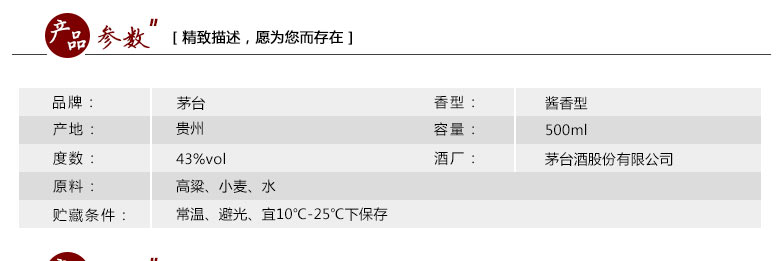 产品参数 [ 精致描述，愿为您而存在 ]
品牌： 茅台 香型： 酱香型
产地： 贵州 容量： 500ml
度数： 43%vol 酒厂： 茅台酒股份有限公司
原料： 高粱、小麦、水
贮藏条件： 常温、避光、宜10℃-25℃下保存